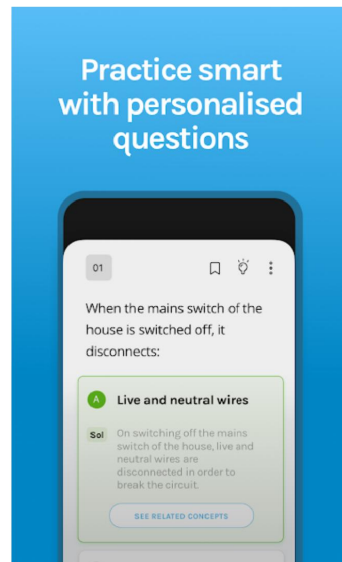 Practice smart
with personalised
questions
01
When the mains switch of the
house is switched off, it
disconnects:
A Live and neutral wires
Sol On switching off the mains
switch of the house, live and
neutral wires are
disconnected in order to
break the circuit.
SEE RELATED CONCEPTS